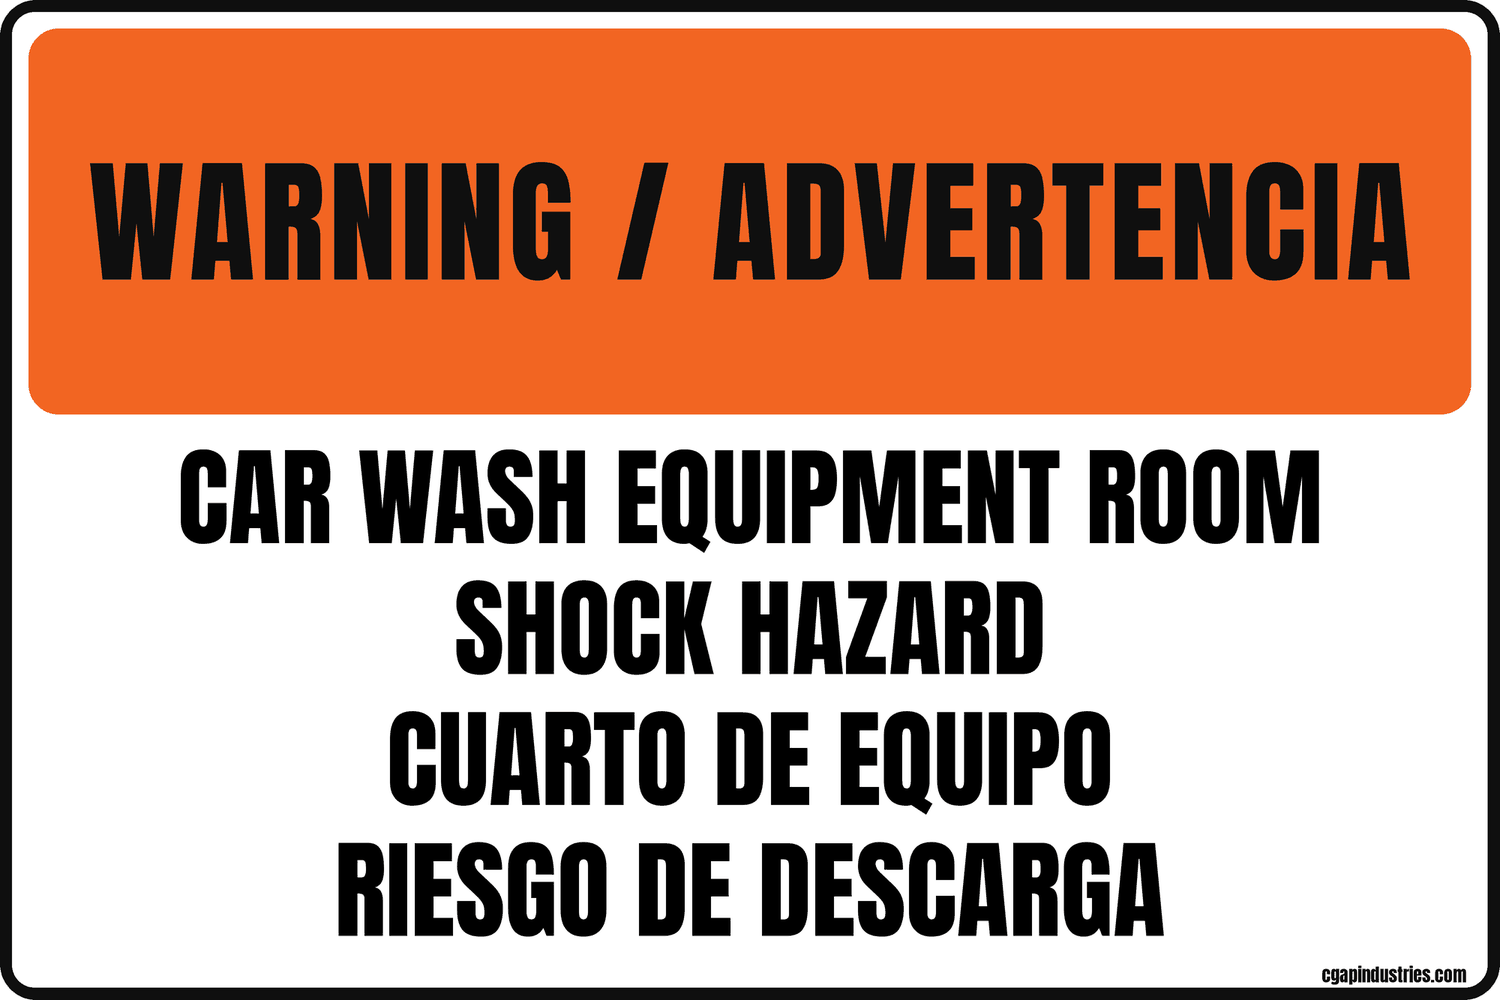 WARNING / ADVERTENCIA
CAR WASH EQUIPMENT ROOM
SHOCK HAZARD
CUARTO DE EQUIPO
RIESGO DE DESCARGA
cgapindustries.com